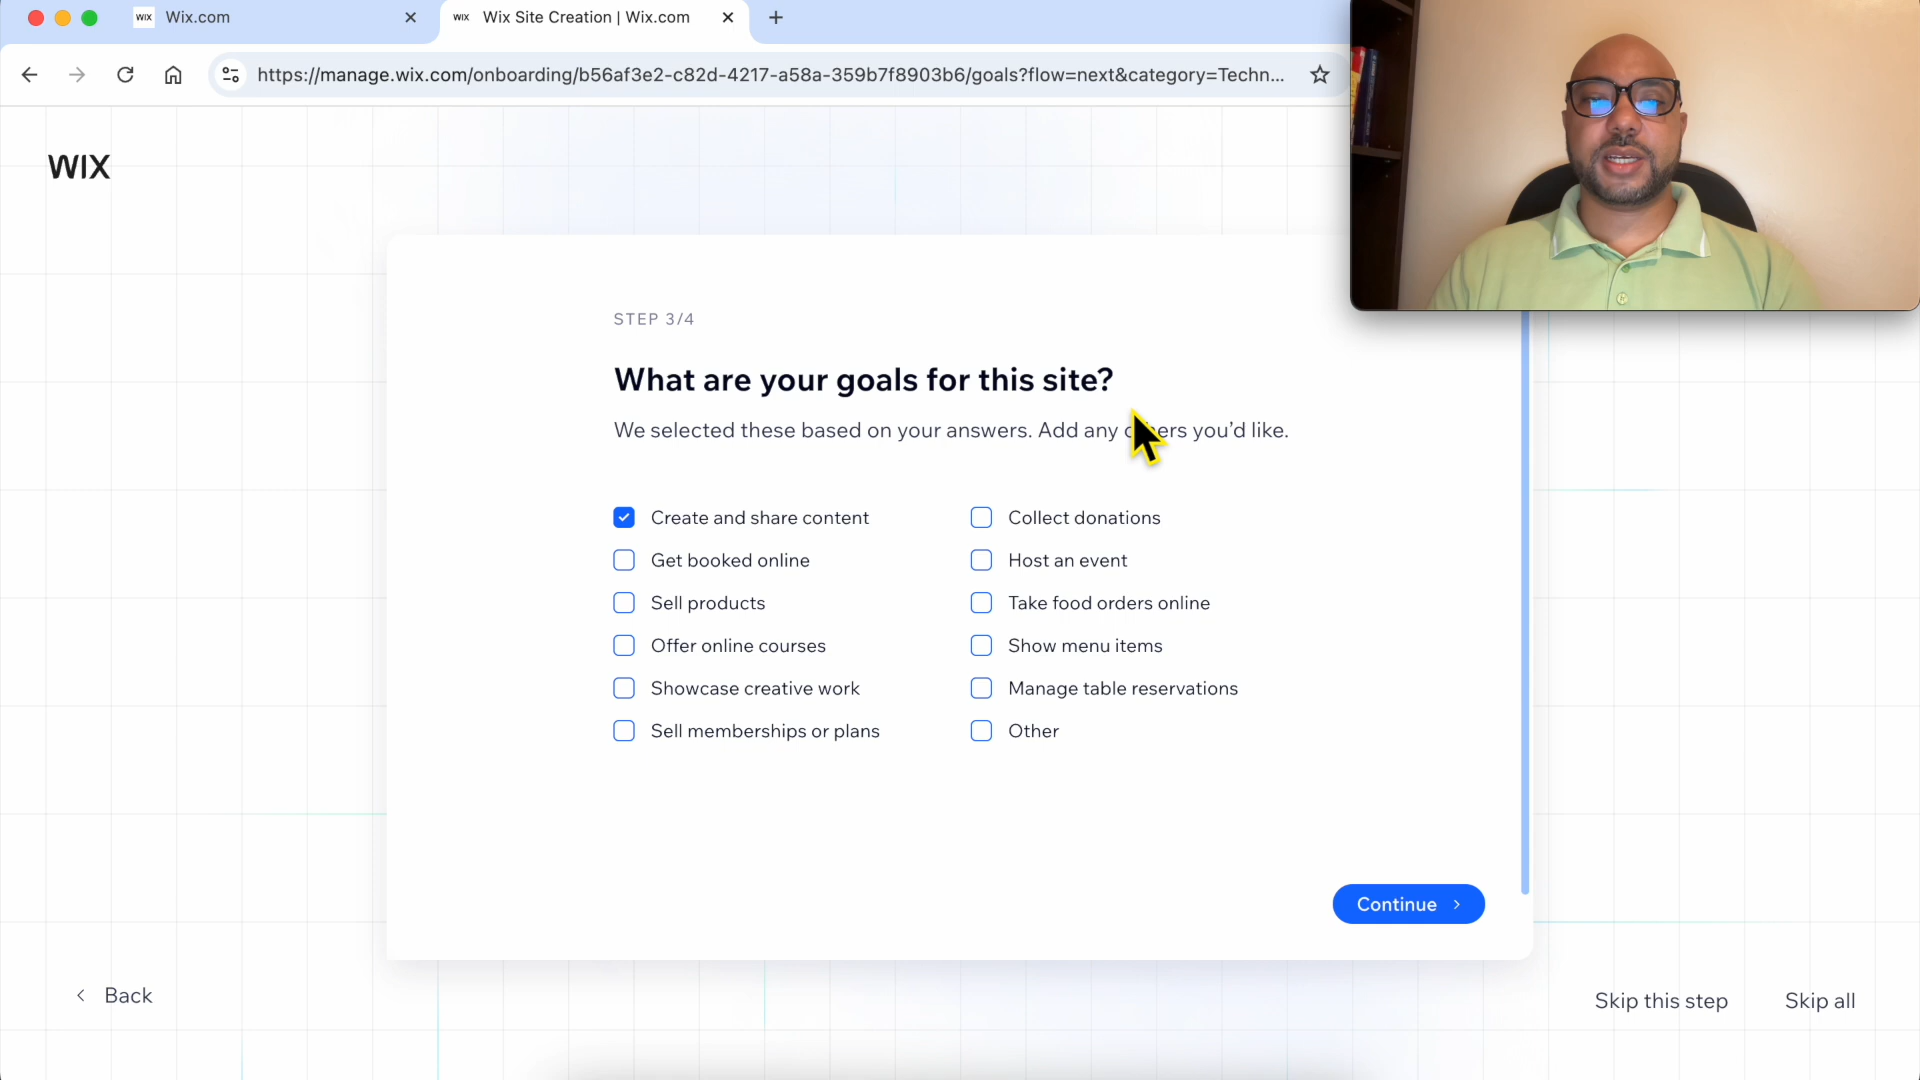 WIX Wix.com
WIX Wix Site Creation | Wix.com
https://manage.wix.com/onboarding/b56af3e2-c82d-4217-a58a-359b7f8903b6/goals?flow=next&category=Techn...
WIX
STEP 3/4
What are your goals for this site?
We selected these based on your answers. Add any others you’d like.
Create and share content
Collect donations
Get booked online
Host an event
Sell products
Take food orders online
Offer online courses
Show menu items
Showcase creative work
Manage table reservations
Sell memberships or plans
Other
Continue
Back
Skip this step
Skip all